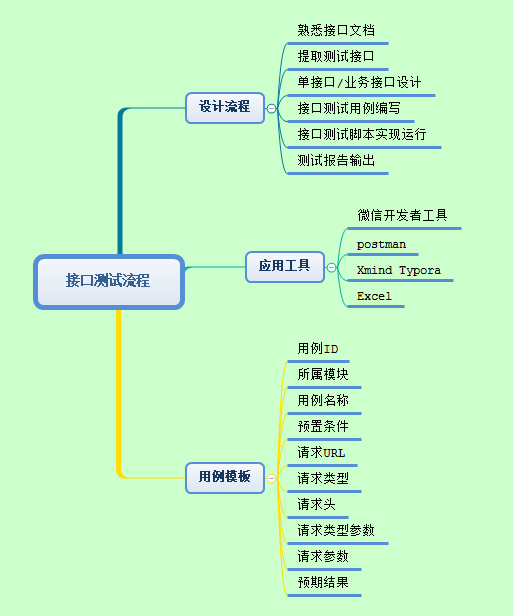 接口测试流程
设计流程
熟悉接口文档
提取测试接口
单接口/业务接口设计
接口测试用例编写
接口测试脚本实现运行
测试报告输出
应用工具
微信开发者工具
postman
Xmind Typora
Excel
用例模板
用例ID
所属模块
用例名称
预置条件
请求URL
请求类型
请求头
请求类型参数
请求参数
预期结果